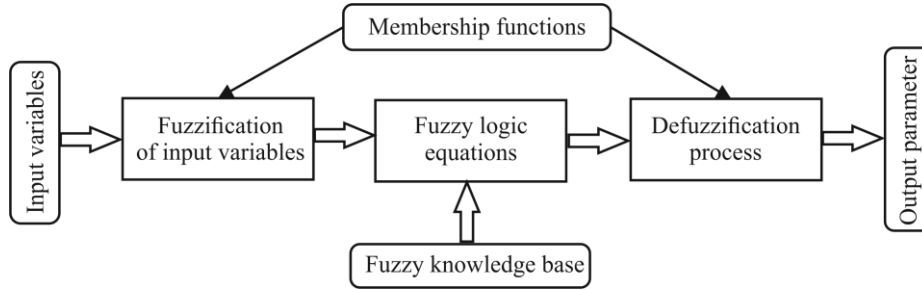 Membership functions
Input variables
Fuzzification
of input variables
Fuzzy logic
equations
Defuzzification
process
Output parameter
Fuzzy knowledge base